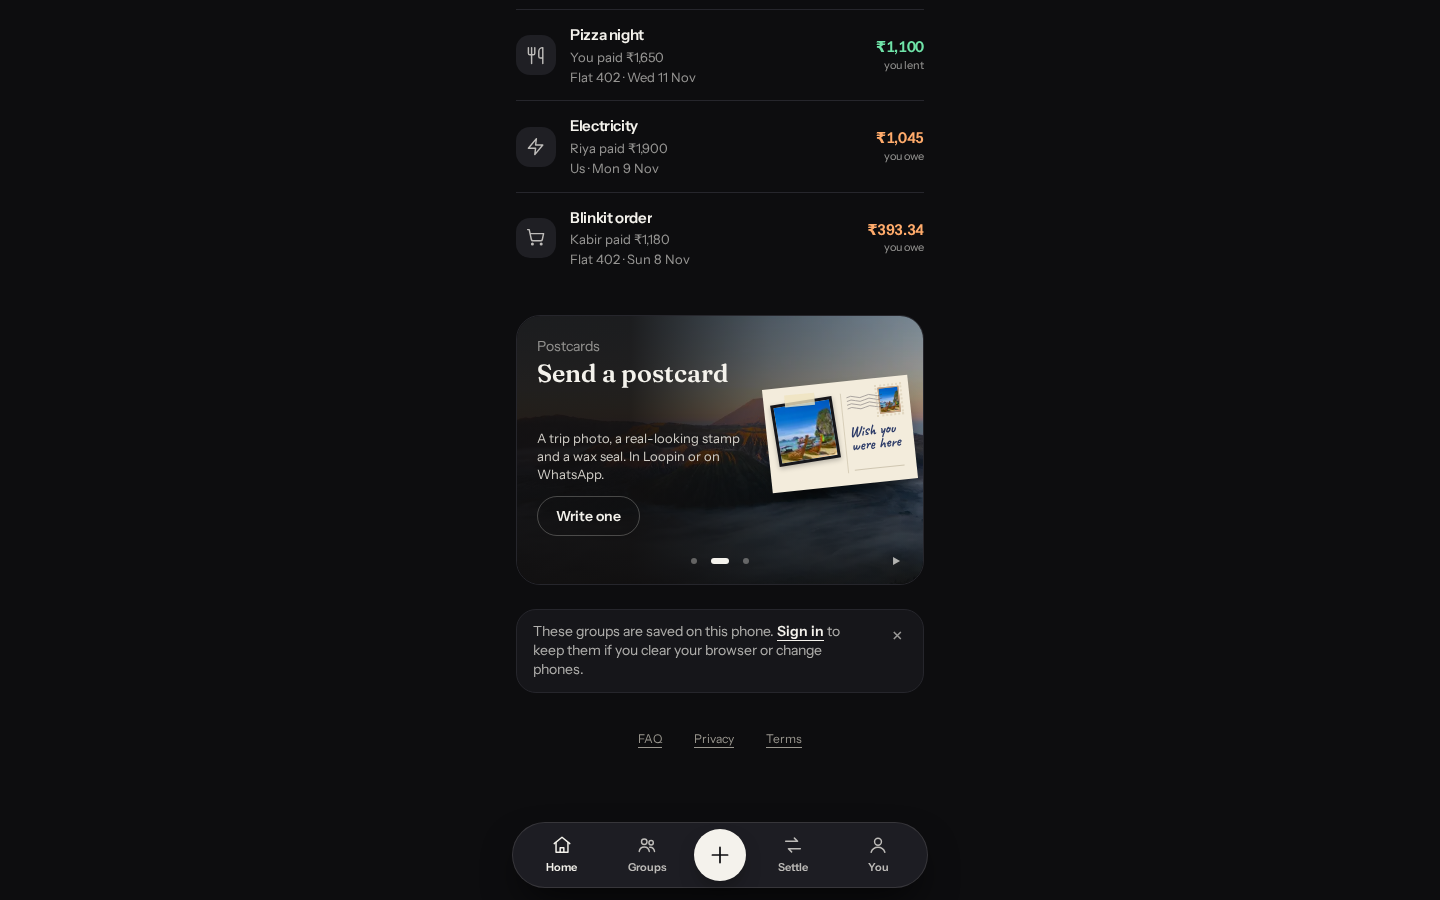 Pizza night
You paid ₹1,650
Flat 402 · Wed 11 Nov
₹1,100
you lent
Electricity
Riya paid ₹1,900
Us · Mon 9 Nov
₹1,045
you owe
Blinkit order
Kabir paid ₹1,180
Flat 402 · Sun 8 Nov
₹393.34
you owe
Postcards
Send a postcard
A trip photo, a real-looking stamp
and a wax seal. In Loopin or on
WhatsApp.
Wish you
were here
Write one
These groups are saved on this phone. Sign in to
keep them if you clear your browser or change
phones.
FAQ Privacy Terms
Home Groups Settle You